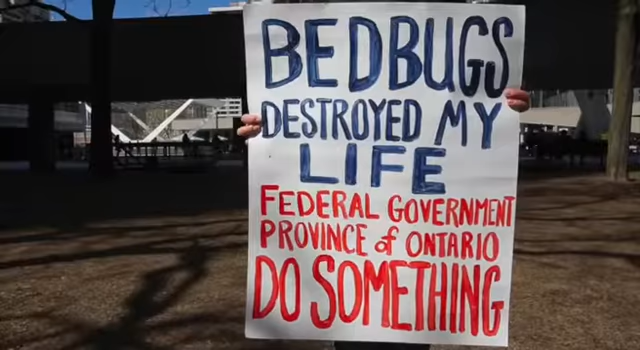 BEDBUGS
DESTROYED MY
LIFE
FEDERAL GOVERNMENT
PROVINCE of ONTARIO
DO SOMETHING